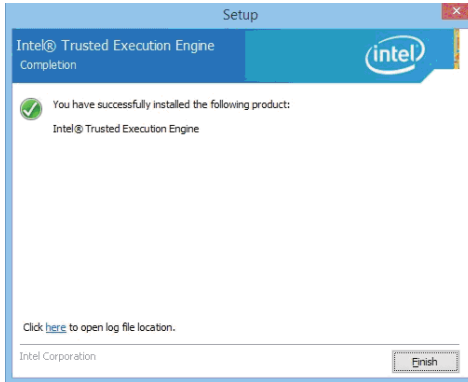 Setup
Intel® Trusted Execution Engine
Completion
intel
You have successfully installed the following product:
Intel® Trusted Execution Engine
Click here to open log file location.
Intel Corporation
Finish